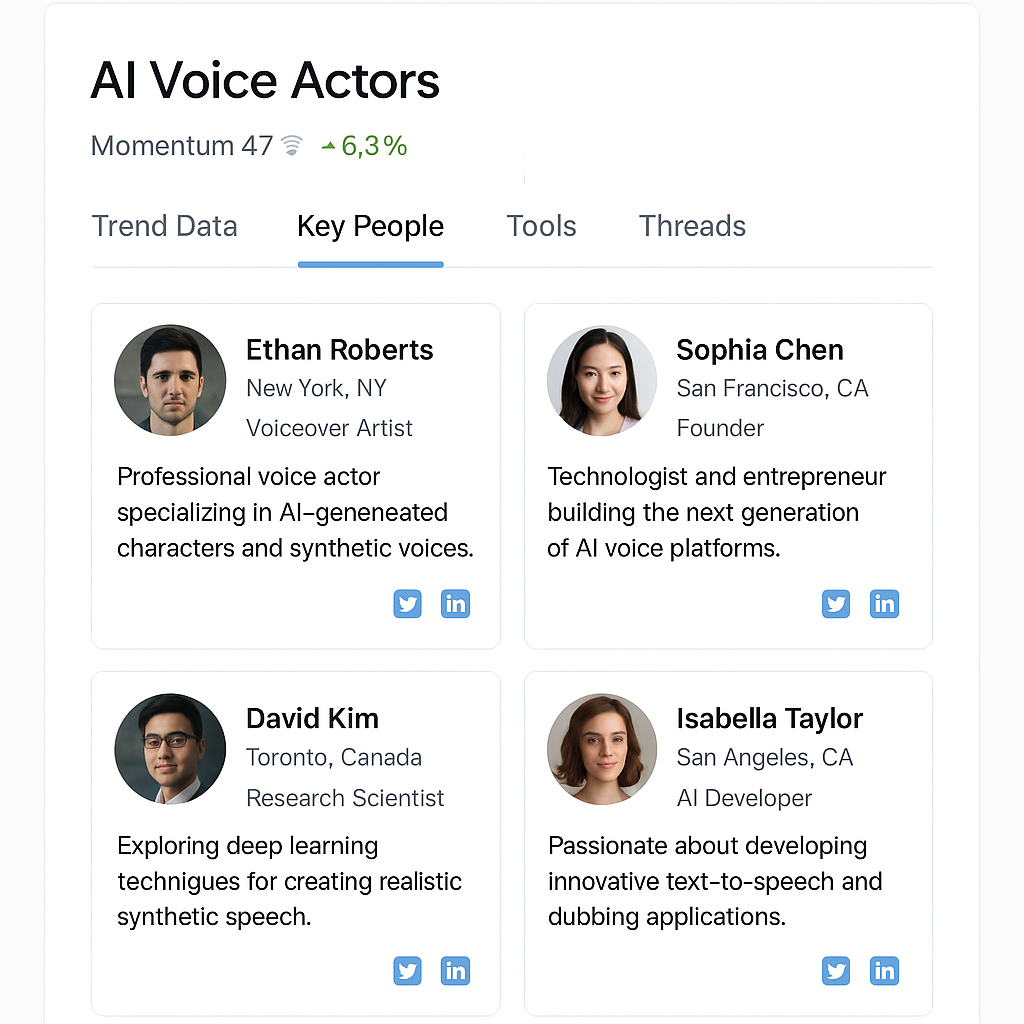 AI Voice Actors
Momentum 47 6,3%
Trend Data Key People Tools Threads
Ethan Roberts
New York, NY
Voiceover Artist
Professional voice actor
specializing in AI–geneneated
characters and synthetic voices.
in
Sophia Chen
San Francisco, CA
Founder
Technologist and entrepreneur
building the next generation
of AI voice platforms.
in
David Kim
Toronto, Canada
Research Scientist
Exploring deep learning
technigues for creating realistic
synthetic speech.
in
Isabella Taylor
San Angeles, CA
AI Developer
Passionate about developing
innovative text–to–speech and
dubbing applications.
in